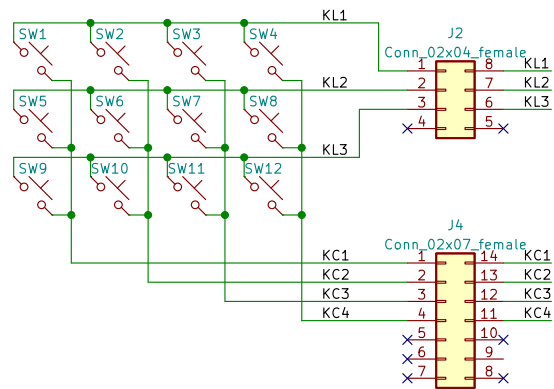 KL1
SW1 SW2 SW3 SW4
J2
Conn_02x04_female
1 8 KL1
KL2 2 7 KL2
SW5 SW6 SW7 SW8
3 6 KL3
4 5
KL3
SW9 SW10 SW11 SW12
J4
Conn_02x07_female
KC1 1 14 KC1
KC2 2 13 KC2
KC3 3 12 KC3
KC4 4 11 KC4
5 10
6 9
7 8